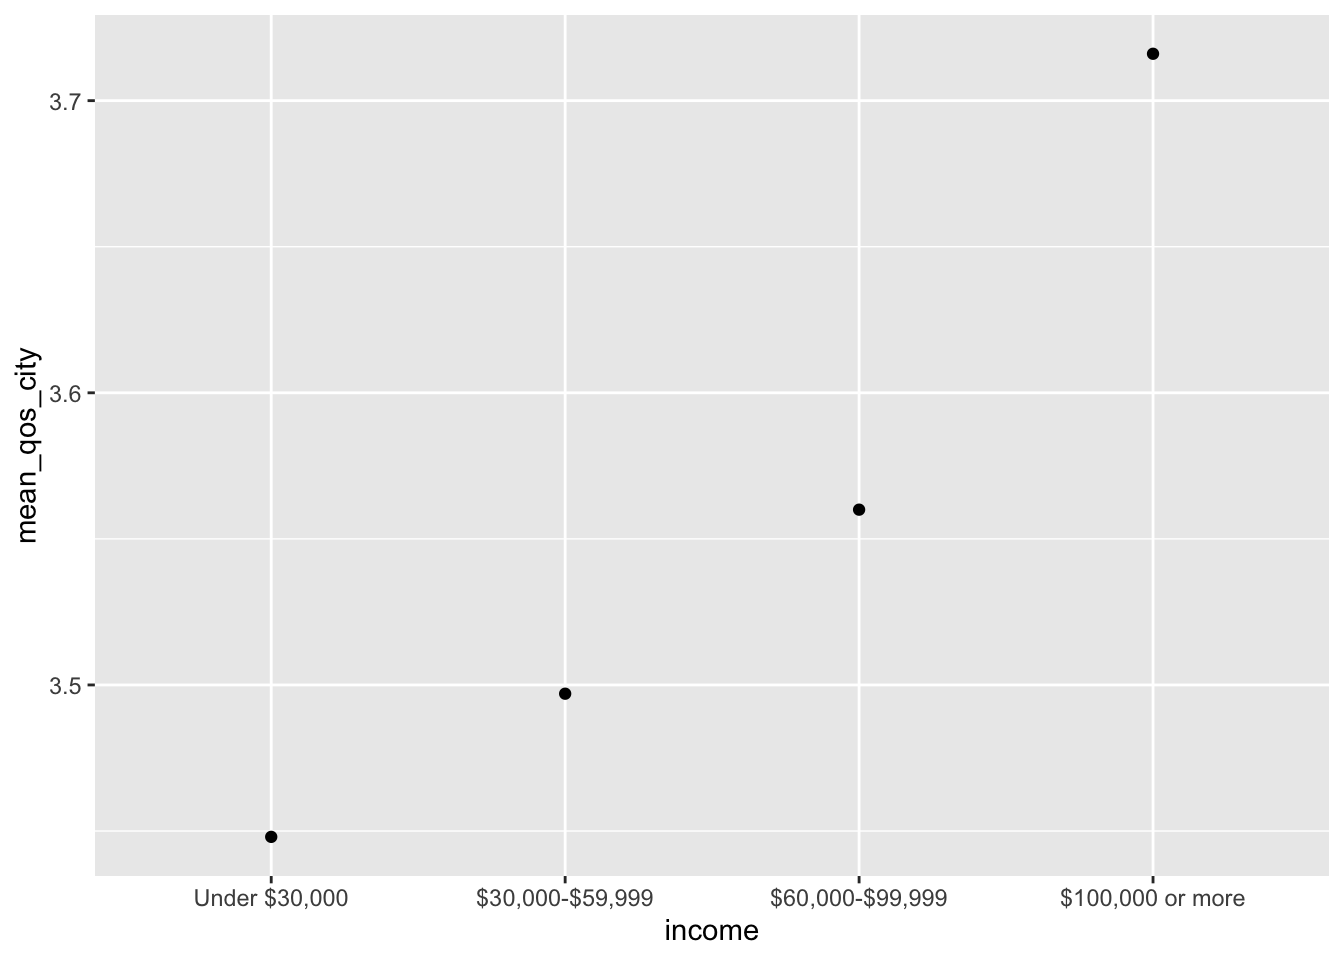 mean_qos_city
3.7
3.6
3.5
Under $30,000
$30,000-$59,999
$60,000-$99,999
$100,000 or more
income